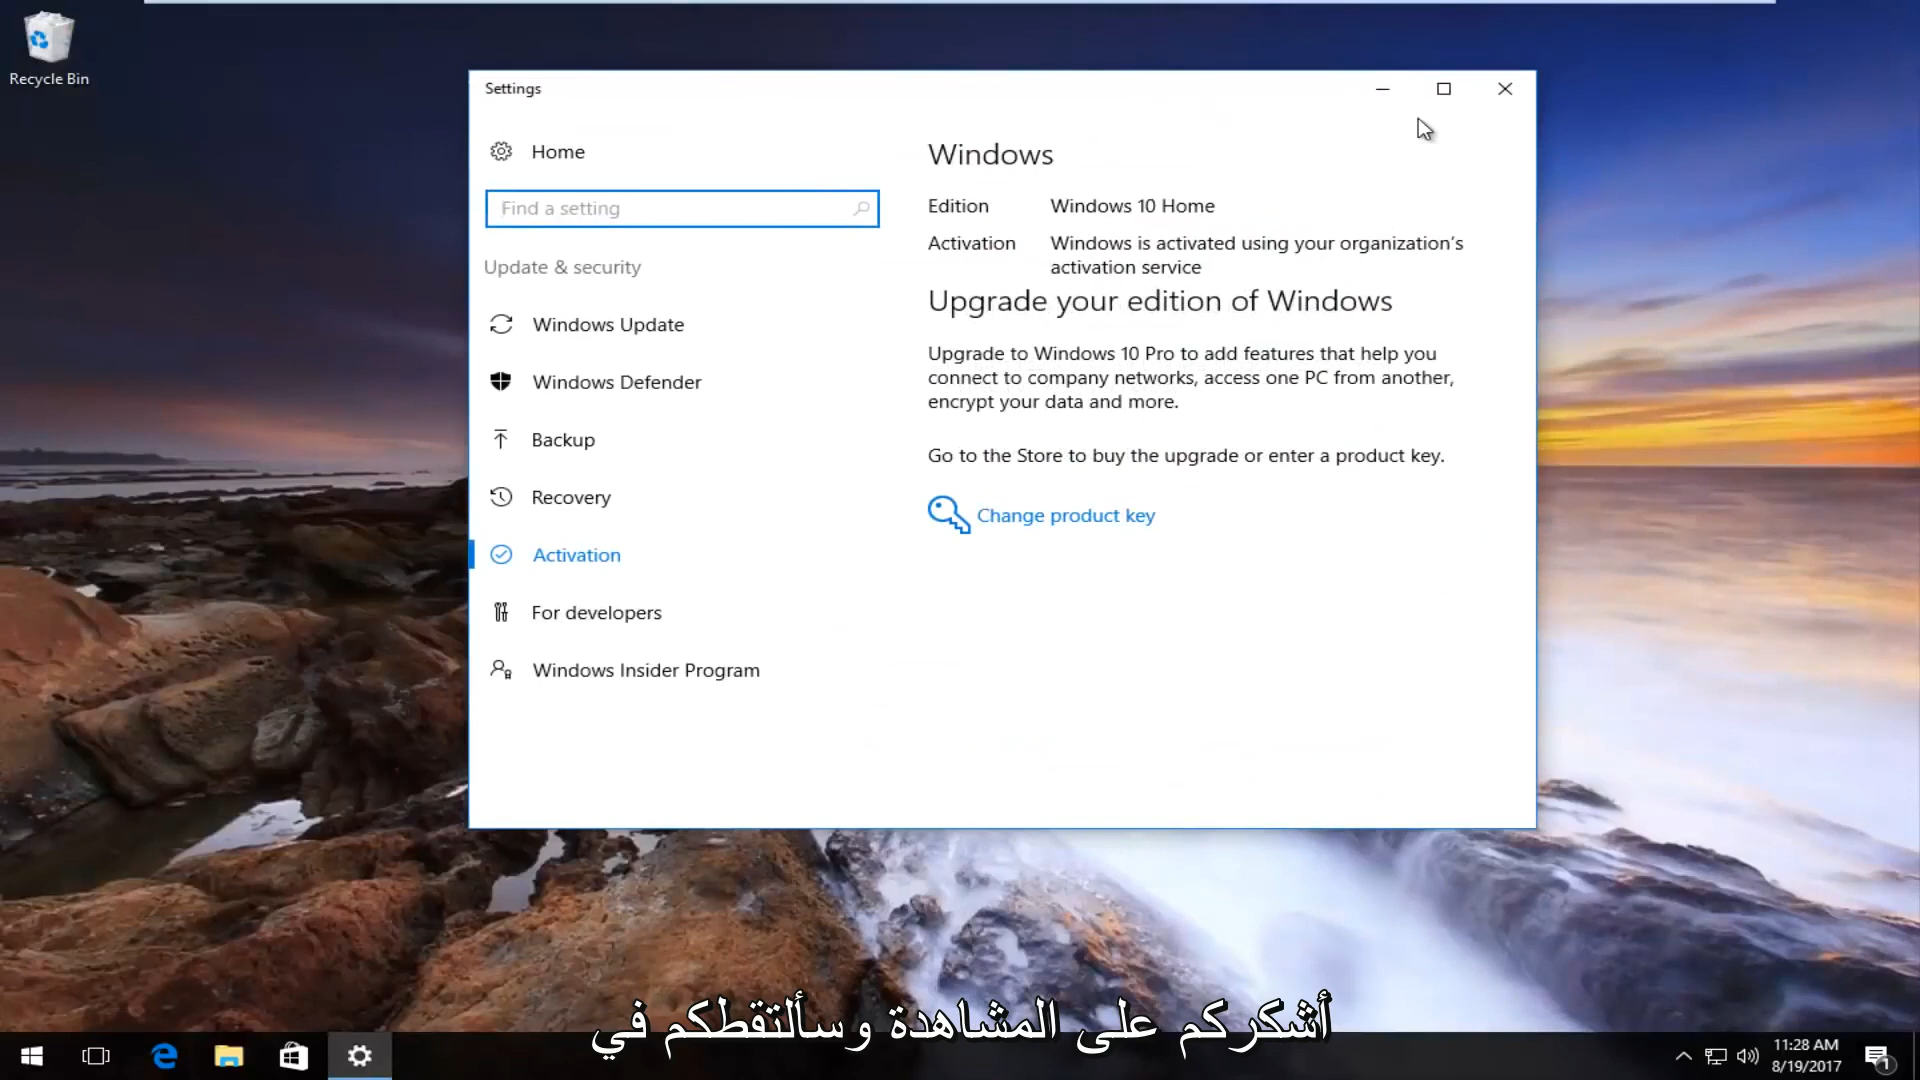 Recycle Bin
Settings
Home
Find a setting
Update & security
Windows Update
Windows Defender
Backup
Recovery
Activation
For developers
Windows Insider Program
Windows
Edition Windows 10 Home
Activation Windows is activated using your organization's
activation service
Upgrade your edition of Windows
Upgrade to Windows 10 Pro to add features that help you
connect to company networks, access one PC from another,
encrypt your data and more.
Go to the Store to buy the upgrade or enter a product key.
Change product key
أشكركم على المشاهدة وسألتقطكم في
11:28 AM
8/19/2017
1